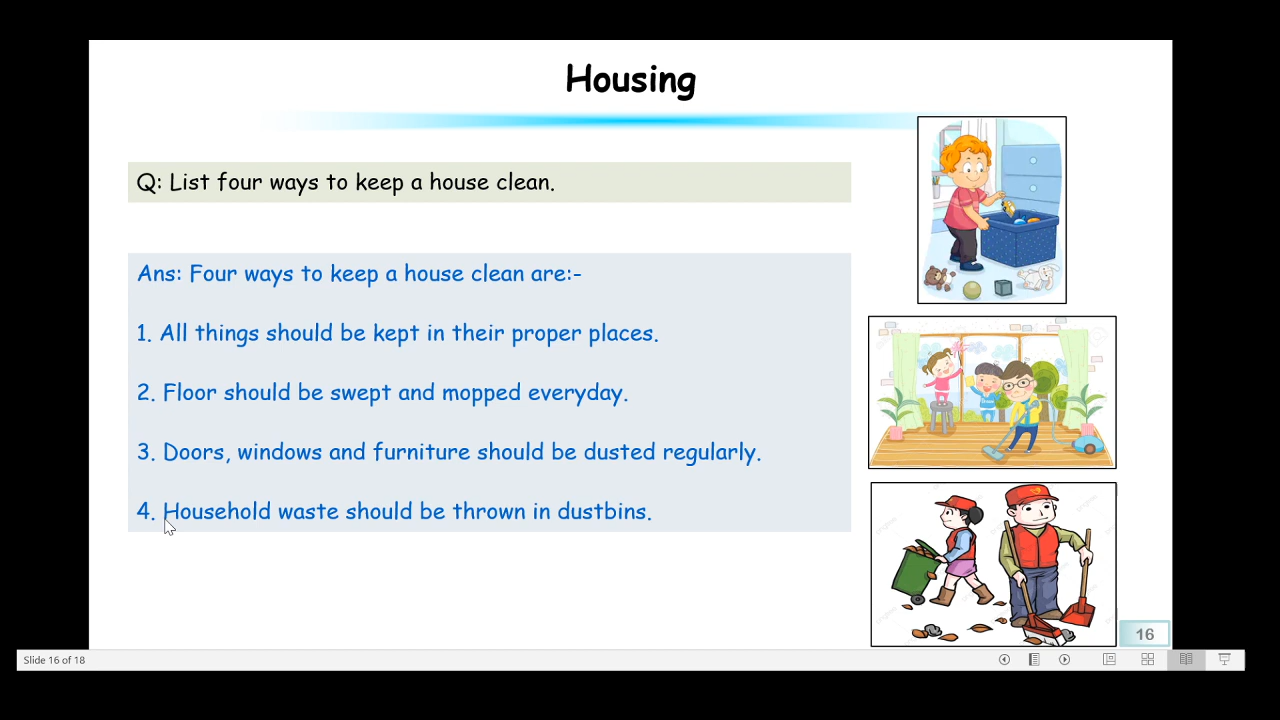 Housing
Q: List four ways to keep a house clean.
Ans: Four ways to keep a house clean are:-
1. All things should be kept in their proper places.
2. Floor should be swept and mopped everyday.
3. Doors, windows and furniture should be dusted regularly.
4. Household waste should be thrown in dustbins.
16
Slide 16 of 18